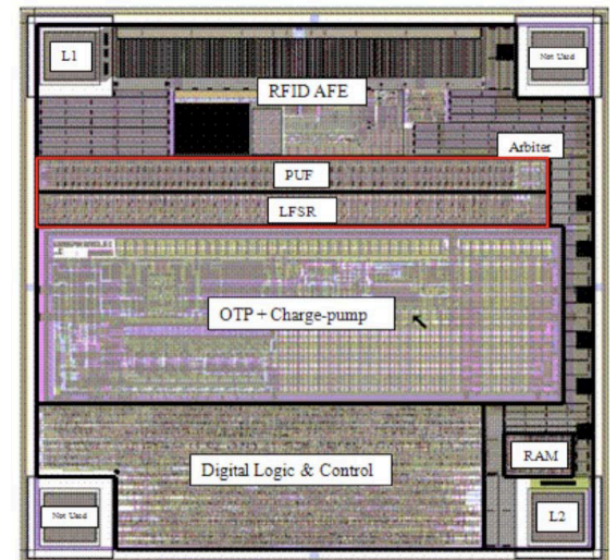 L1
Not Used
RFID AFE
Arbiter
PUF
LFSR
OTP + Charge-pump
RAM
Digital Logic & Control
Not Used
L2